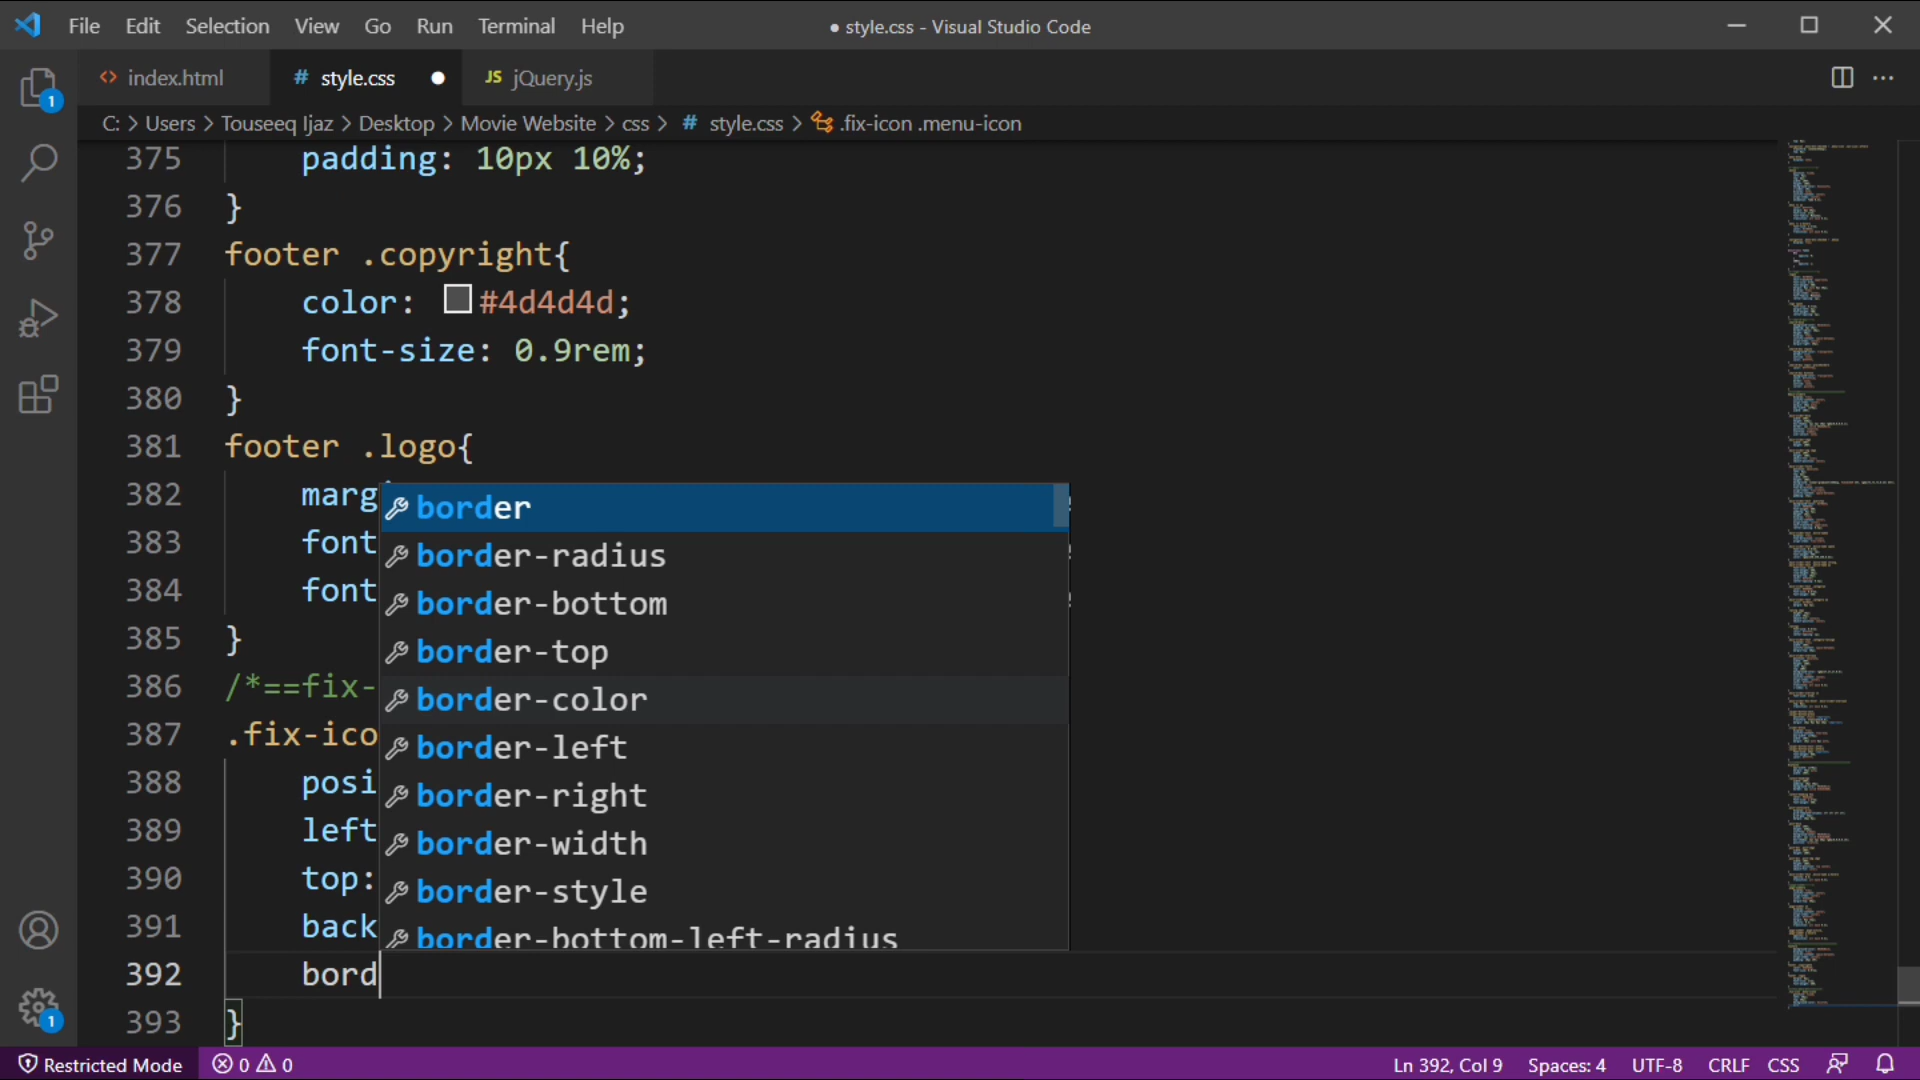 File Edit Selection View Go Run Terminal Help ● style.css - Visual Studio Code
index.html # style.css ● JS jQuery.js ···
C: > Users > Touseeq Ijaz > Desktop > Movie Website > css > # style.css > .fix-icon .menu-icon
375 padding: 10px 10%;
376 }
377 footer .copyright{
378 color: #4d4d4d;
379 font-size: 0.9rem;
380 }
381 footer .logo{
382 marg
border
383 font
border-radius
384 font
border-bottom
385 }
border-top
386 /*==fix-
border-color
387 .fix-ico
border-left
388 posi
border-right
389 left
border-width
390 top:
border-style
391 back
border-bottom-left-radius
392 bord
393 }
1
1
Restricted Mode 0 0 Ln 392, Col 9 Spaces: 4 UTF-8 CRLF CSS